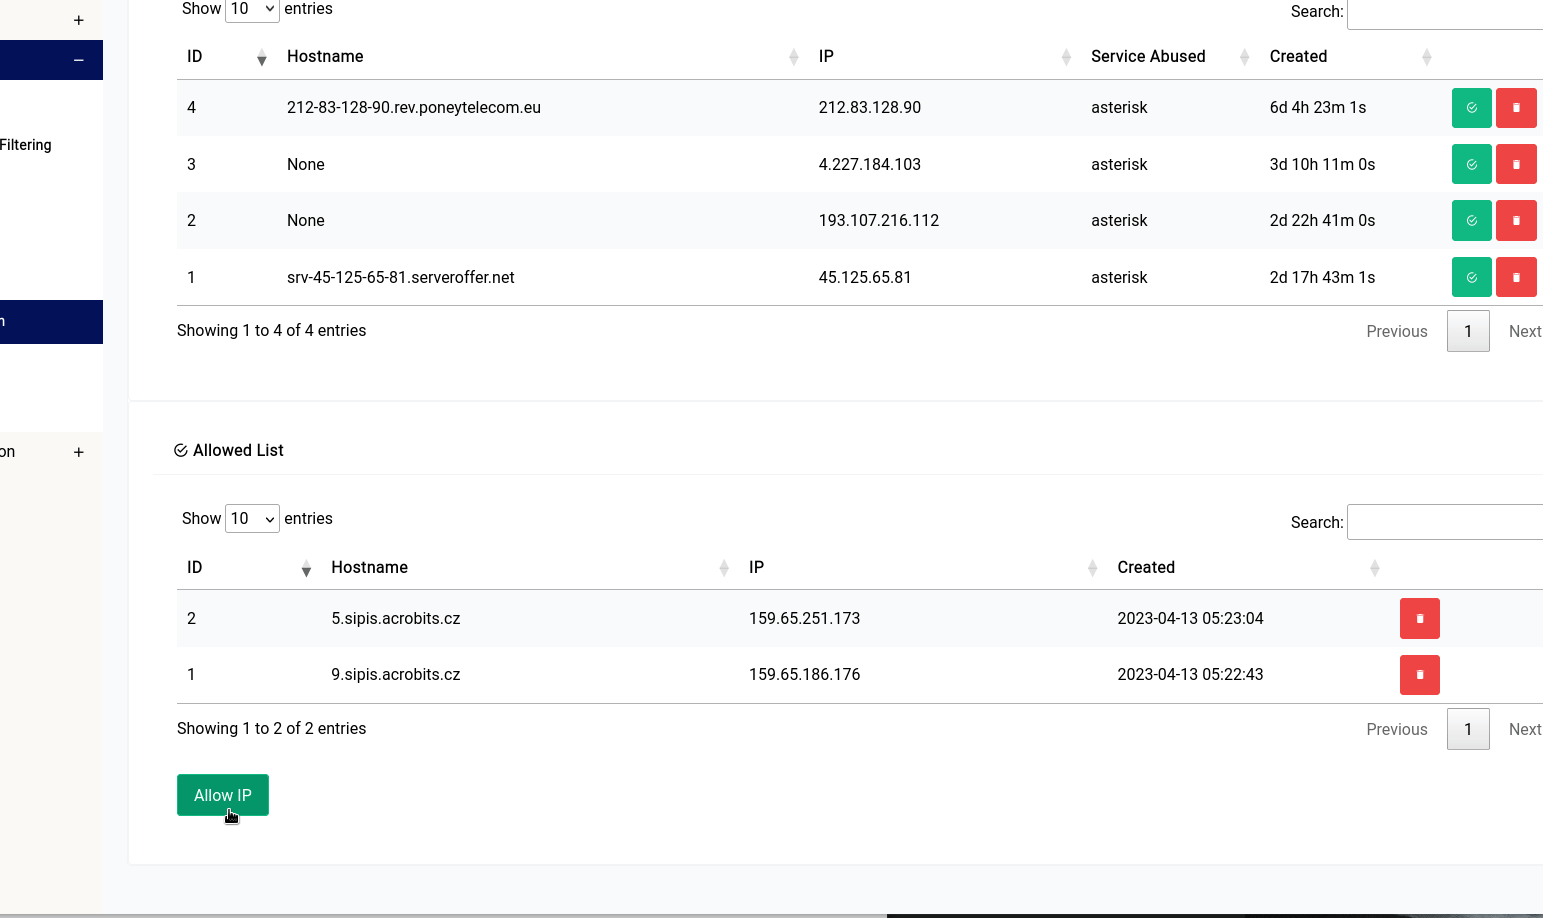 Show 10 entries Search:
+
−
ID Hostname IP Service Abused Created
4 212-83-128-90.rev.poneytelecom.eu 212.83.128.90 asterisk 6d 4h 23m 1s
Filtering
3 None 4.227.184.103 asterisk 3d 10h 11m 0s
2 None 193.107.216.112 asterisk 2d 22h 41m 0s
1 srv-45-125-65-81.serveroffer.net 45.125.65.81 asterisk 2d 17h 43m 1s
n
Showing 1 to 4 of 4 entries Previous 1 Next
on +
Allowed List
Show 10 entries Search:
ID Hostname IP Created
2 5.sipis.acrobits.cz 159.65.251.173 2023-04-13 05:23:04
1 9.sipis.acrobits.cz 159.65.186.176 2023-04-13 05:22:43
Showing 1 to 2 of 2 entries Previous 1 Next
Allow IP